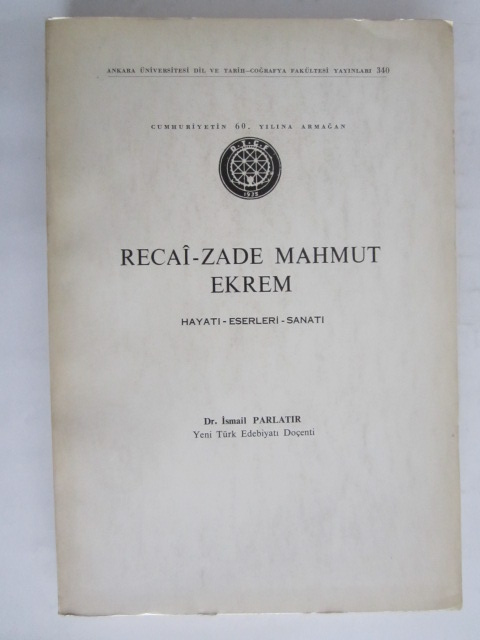 ANKARA ÜNİVERSİTESİ DİL VE TARİH-COĞRAFYA FAKÜLTESİ YAYINLARI 340
CUMHURİYETİN 60. YILINA ARMAĞAN
D.T.C.F
RECAÎ-ZADE MAHMUT
EKREM
HAYATI - ESERLERİ - SANATI
Dr. İsmail PARLATIR
Yeni Türk Edebiyatı Doçenti